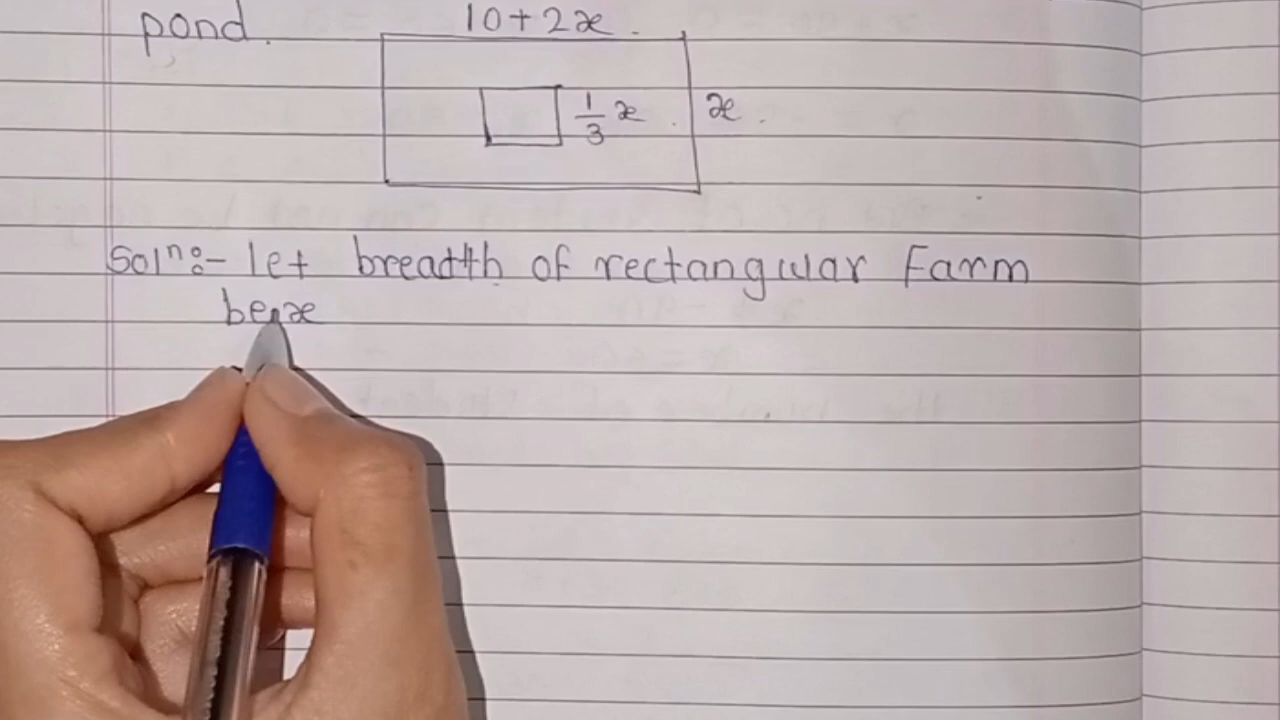 pond.
10+2x.
1/3 x
x.
Solⁿ:- let breadth of rectangular Farm
be x